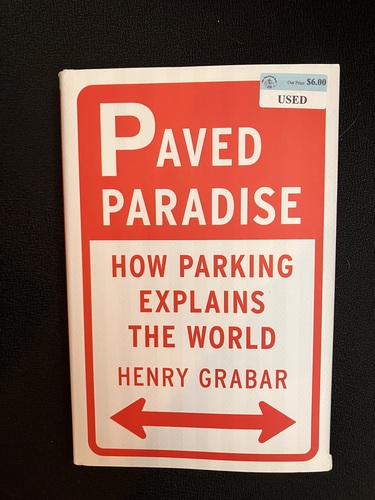 Our Price $6.00
USED
PAVED
PARADISE
HOW PARKING
EXPLAINS
THE WORLD
HENRY GRABAR